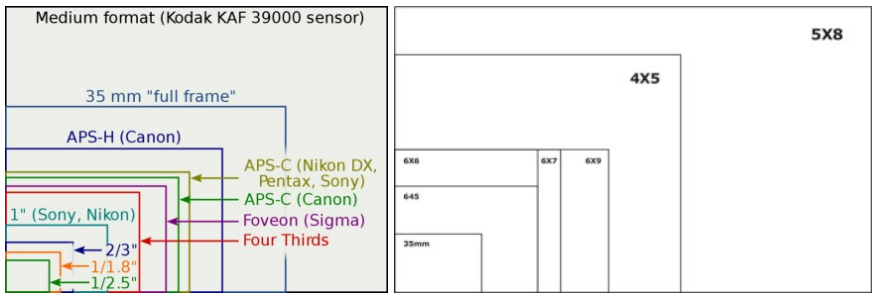 Medium format (Kodak KAF 39000 sensor)
35 mm "full frame"
APS-H (Canon)
APS-C (Nikon DX,
Pentax, Sony)
APS-C (Canon)
Foveon (Sigma)
Four Thirds
1" (Sony, Nikon)
2/3"
1/1.8"
1/2.5"
5X8
4X5
6X6
6X7
6X9
645
35mm